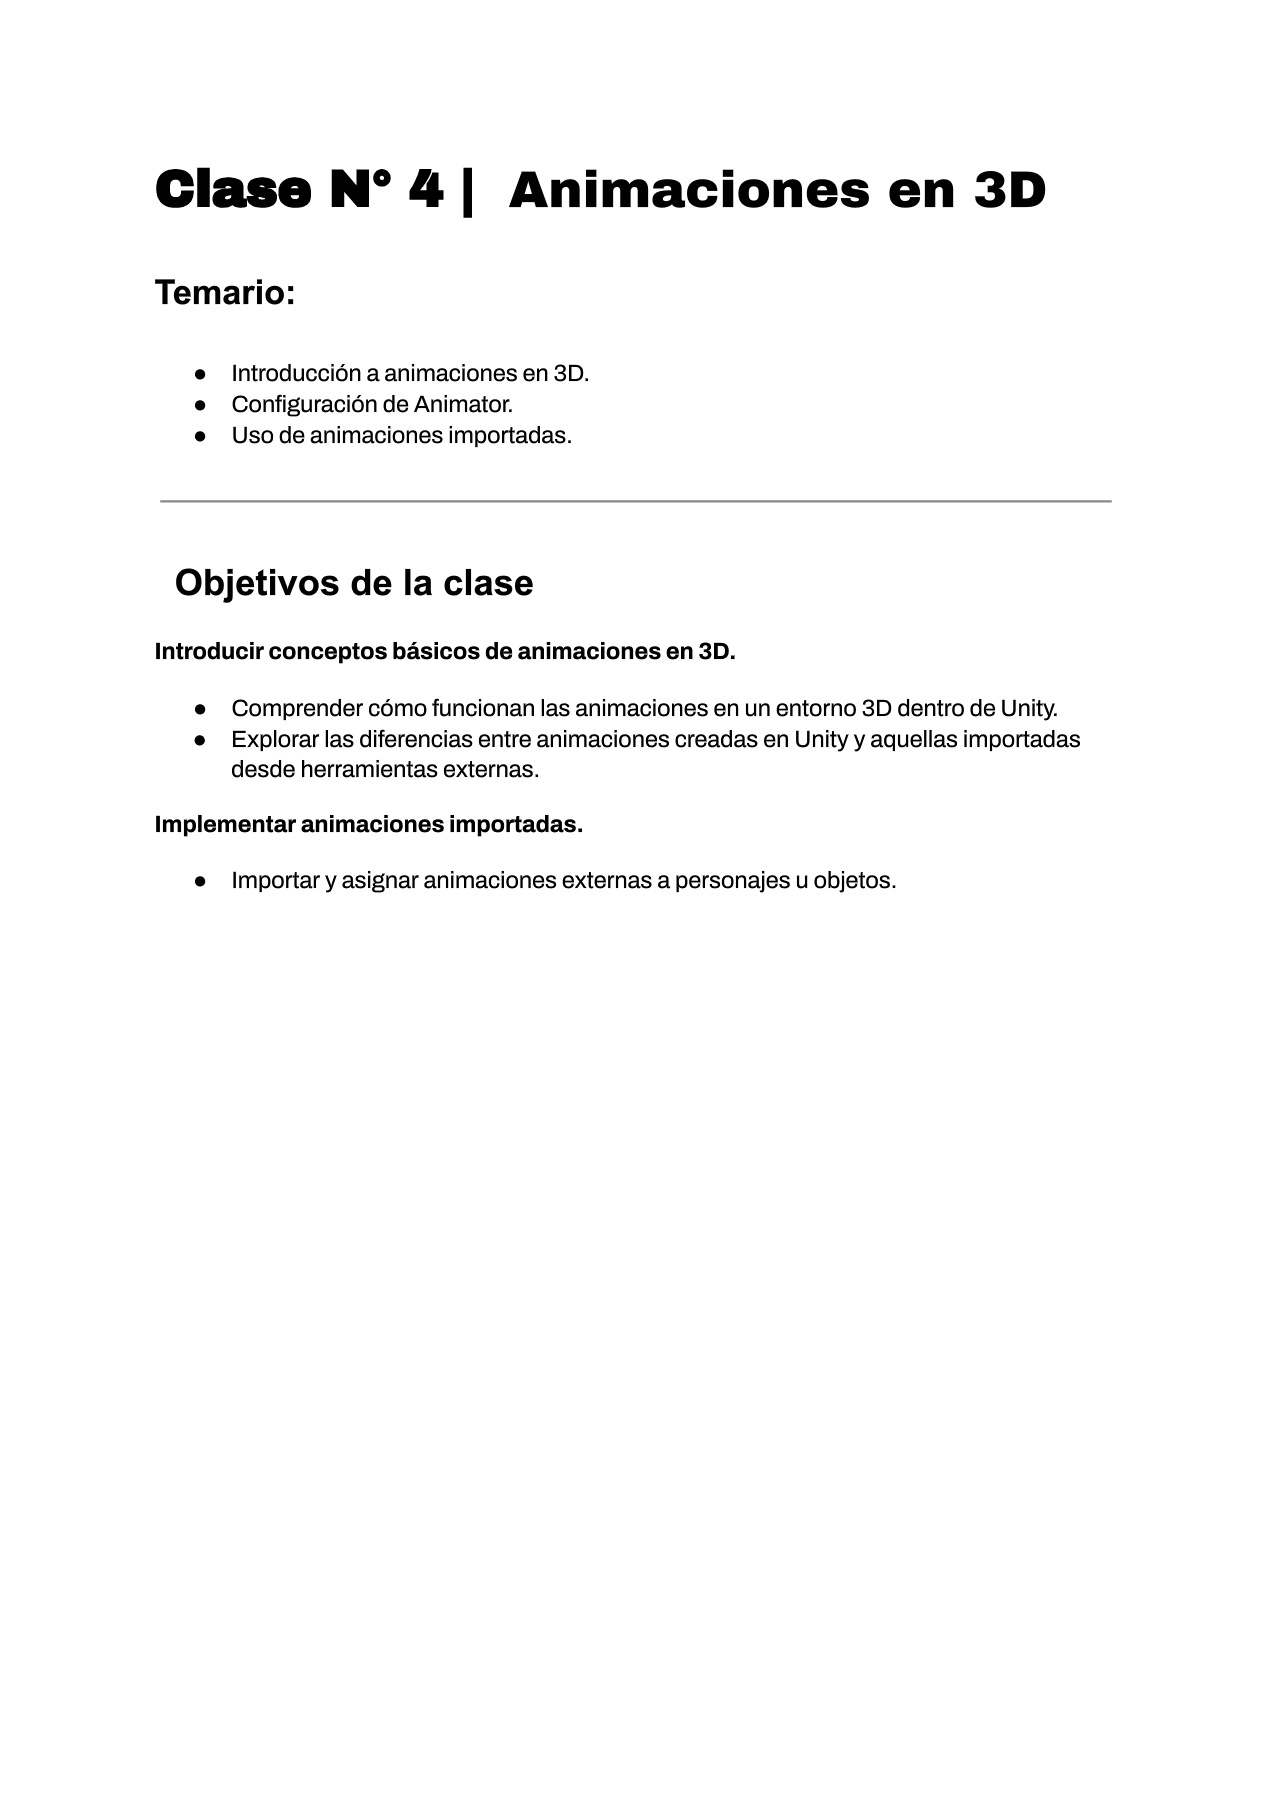 Clase N° 4 | Animaciones en 3D
Temario:
● Introducción a animaciones en 3D.
● Configuración de Animator.
● Uso de animaciones importadas.
Objetivos de la clase
Introducir conceptos básicos de animaciones en 3D.
● Comprender cómo funcionan las animaciones en un entorno 3D dentro de Unity.
● Explorar las diferencias entre animaciones creadas en Unity y aquellas importadas
desde herramientas externas.
Implementar animaciones importadas.
● Importar y asignar animaciones externas a personajes u objetos.